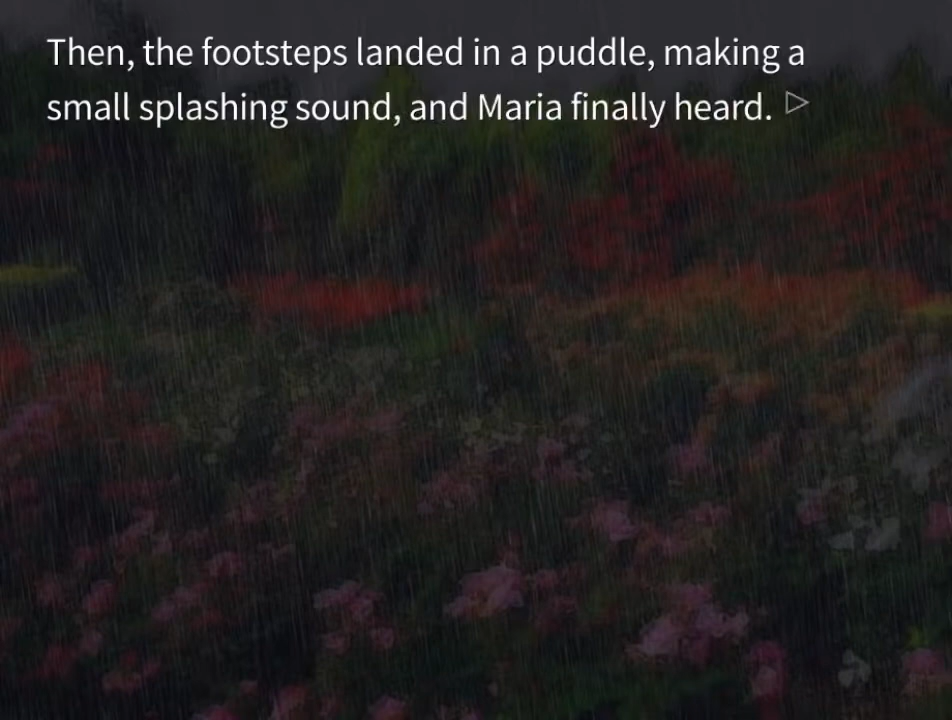 Then, the footsteps landed in a puddle, making a
small splashing sound, and Maria finally heard.